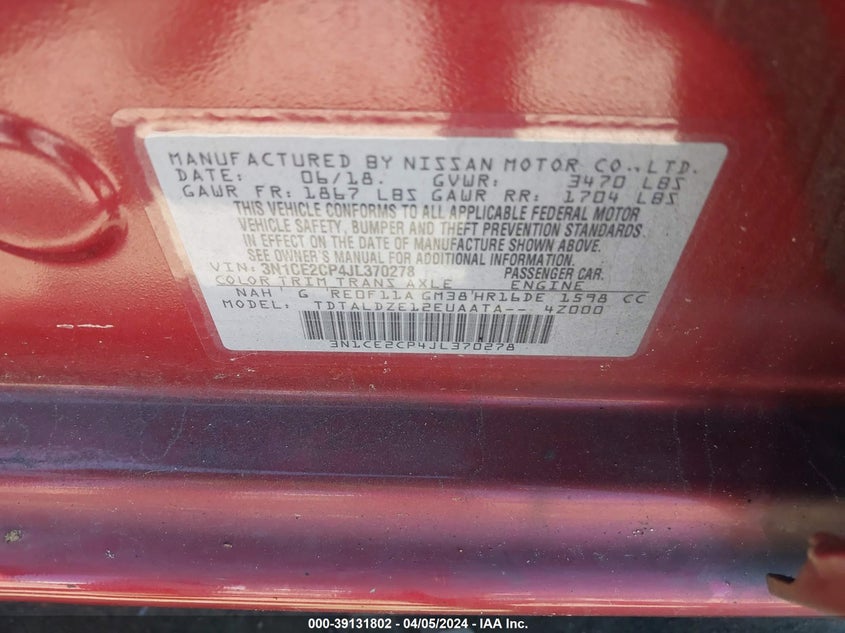 MANUFACTURED BY NISSAN MOTOR CO.,LTD.
DATE: 06/18. GVWR: 3470 LBS
GAWR FR: 1867 LBS GAWR RR: 1704 LBS
THIS VEHICLE CONFORMS TO ALL APPLICABLE FEDERAL MOTOR
VEHICLE SAFETY, BUMPER AND THEFT PREVENTION STANDARDS
IN EFFECT ON THE DATE OF MANUFACTURE SHOWN ABOVE.
SEE OWNER'S MANUAL FOR ADDITIONAL INFORMATION.
VIN: 3N1CE2CP4JL370278 PASSENGER CAR.
COLOR TRIM TRANS AXLE ENGINE
NAH G RE0F11A GM38 HR16DE 1598 CC
MODEL: TDTALDZE12EUAATA-- 4Z000
3N1CE2CP4JL370278
000-39131802 - 04/05/2024 - IAAI.COM